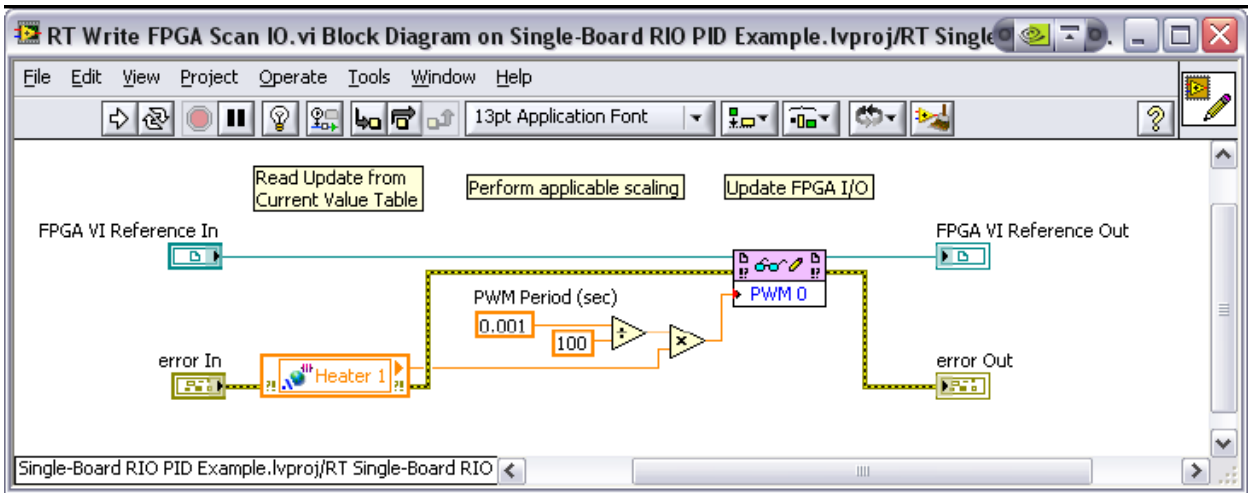 RT Write FPGA Scan IO.vi Block Diagram on Single-Board RIO PID Example.lvproj/RT Single
File Edit View Project Operate Tools Window Help
13pt Application Font
Read Update from
Current Value Table
Perform applicable scaling
Update FPGA I/O
FPGA VI Reference In
FPGA VI Reference Out
PWM Period (sec)
PWM 0
0.001
100
error In
Heater 1
error Out
Single-Board RIO PID Example.lvproj/RT Single-Board RIO